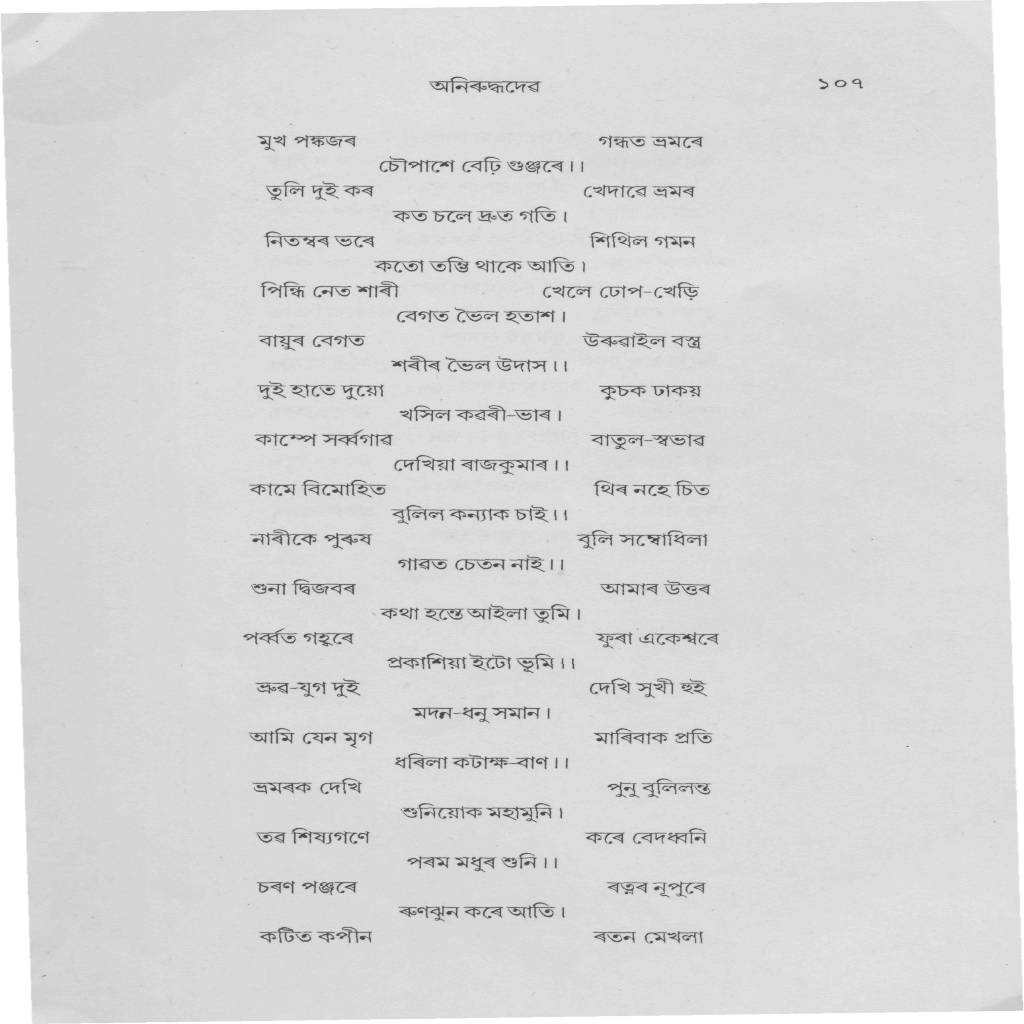 অনিৰুদ্ধদেৱ ১০৭
মুখ পঙ্কজৰ গন্ধত ভ্ৰমৰে
চৌপাশে বেঢ়ি গুঞ্জৰে।।
তুলি দুই কৰ খেদাৱে ভ্ৰমৰ
কত চলে দ্ৰুত গতি।
নিতম্বৰ ভৰে শিথিল গমন
কতো তম্ভি থাকে আতি।
পিন্ধি নেত শাৰী খেলে ঢোপ-খেড়ি
বেগত ভৈল হতাশ।
বায়ুৰ বেগত উৰুৱাইল বস্ত্ৰ
শৰীৰ ভৈল উদাস।।
দুই হাতে দুয়ো কুচক ঢাকয়
খসিল কৱৰী-ভাৰ।
কাম্পে সৰ্ব্বগাৱ বাতুল-স্বভাৱ
দেখিয়া ৰাজকুমাৰ।।
কামে বিমোহিত থিৰ নহে চিত
বুলিল কন্যাক চাই।।
নাৰীকে পুৰুষ বুলি সম্বোধিলা
গাৱত চেতন নাই।।
শুনা দ্বিজবৰ আমাৰ উত্তৰ
কথা হন্তে আইলা তুমি।
পৰ্ব্বত গহ্বৰে ফুৰা একেশ্বৰে
প্ৰকাশিয়া ইটো ভূমি।।
ভ্ৰুৱ-যুগ দুই দেখি সুখী হুই
মদন-ধনু সমান।
আমি যেন মৃগ মাৰিবাক প্ৰতি
ধৰিলা কটাক্ষ-বাণ।।
ভ্ৰমৰক দেখি পুনু বুলিলন্ত
শুনিয়োক মহামুনি।
তৱ শিষ্যগণে কৰে বেদধ্বনি
পৰম মধুৰ শুনি।।
চৰণ পঞ্জৰে ৰত্নৰ নূপুৰে
ৰুণঝুন কৰে আতি।
কটিত কপীন ৰতন মেখলা